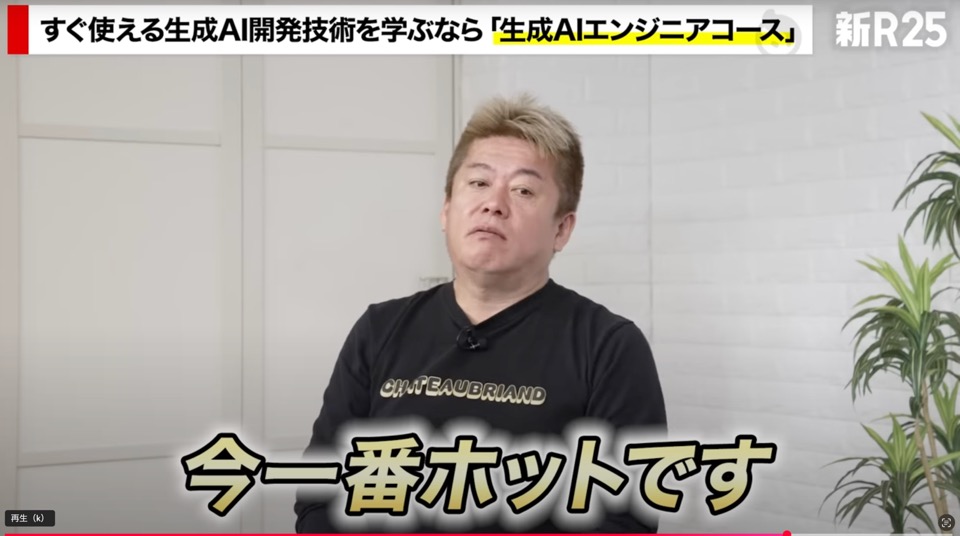 すぐ使える生成AI開発技術を学ぶなら「生成AIエンジニアコース」
新R25
CHATEAUBRIAND
今一番ホットです
再生（k）